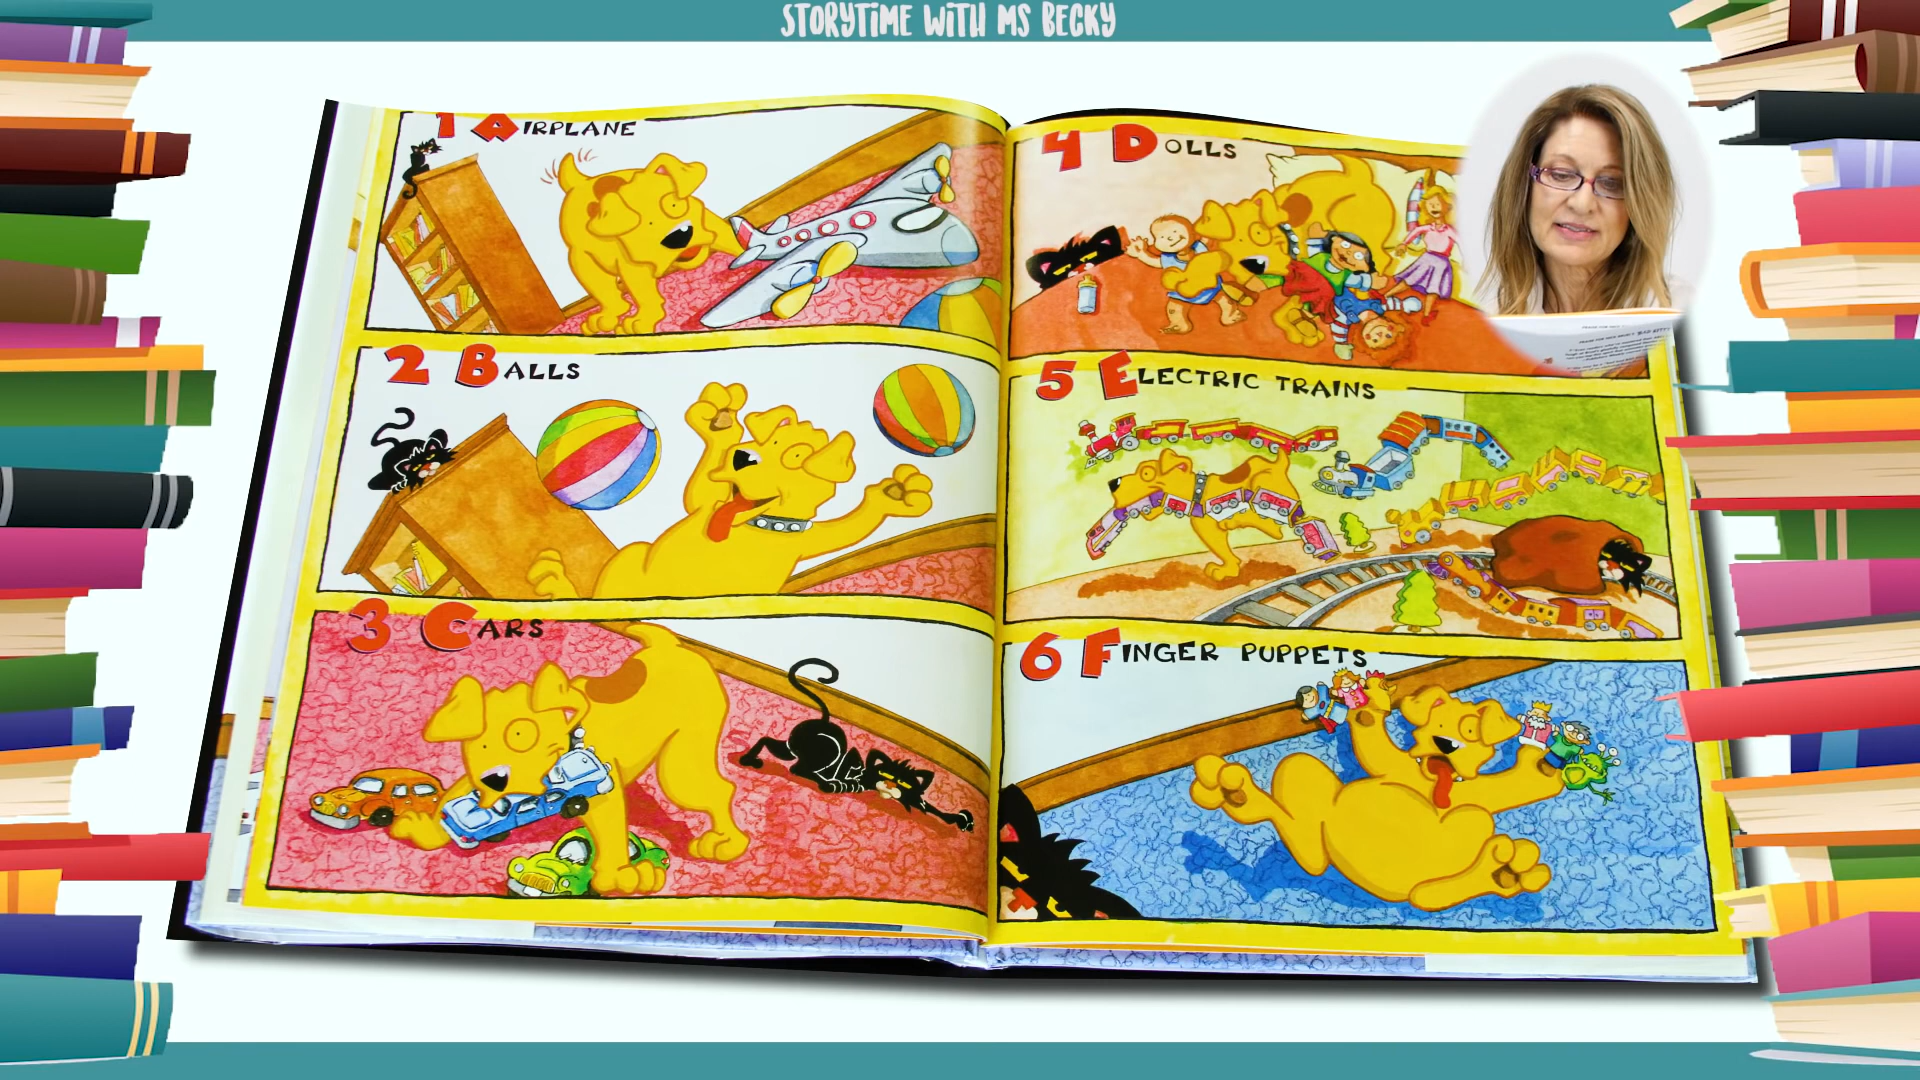 STORYTIME WITH MS BECKY
1 AIRPLANE
2 BALLS
3 CARS
4 DOLLS
5 ELECTRIC TRAINS
6 FINGER PUPPETS